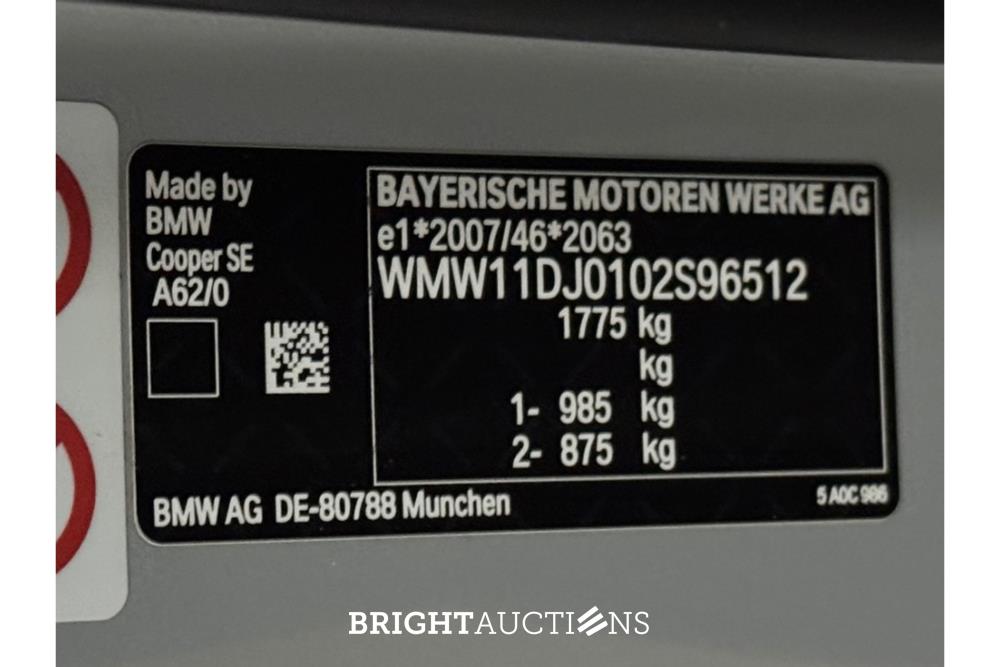 Made by
BMW
Cooper SE
A62/0
BAYERISCHE MOTOREN WERKE AG
e1*2007/46*2063
WMW11DJ0102S96512
1775 kg
kg
1- 985 kg
2- 875 kg
BMW AG DE-80788 Munchen
5 A0C 986
BRIGHTAUCTIONS